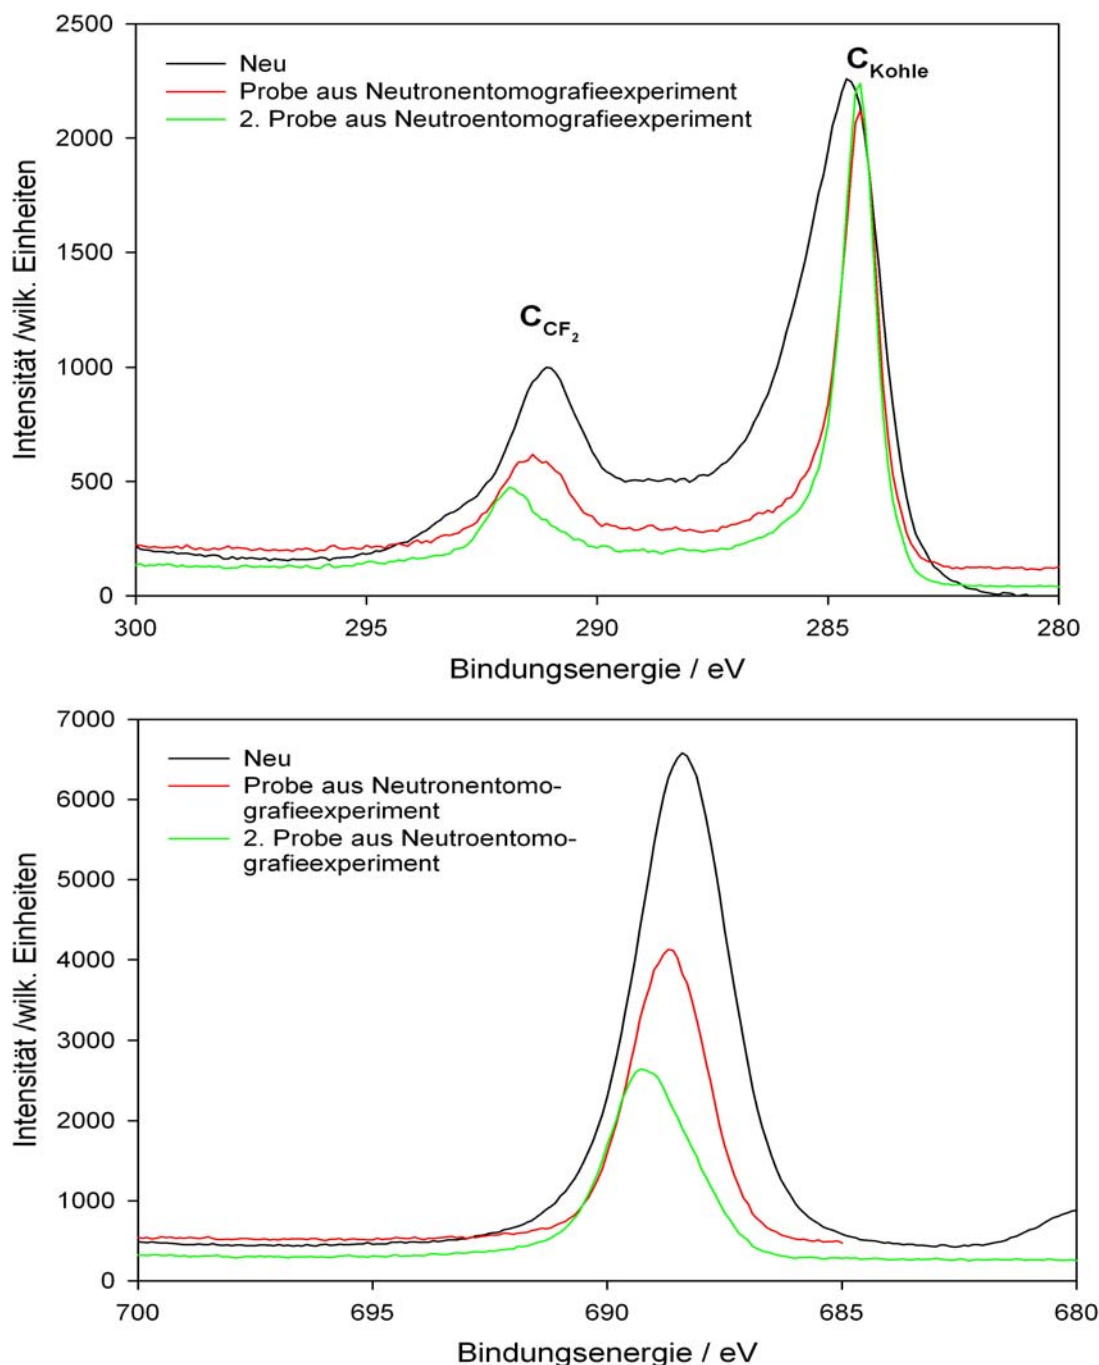 2500
2000
1500
1000
500
0
Intensität /wilk. Einheiten
Neu
Probe aus Neutronentomografieexperiment
2. Probe aus Neutroentomografieexperiment
C_Kohle
C_CF₂
300 295 290 285 280
Bindungsenergie / eV
7000
6000
5000
4000
3000
2000
1000
0
Intensität /wilk. Einheiten
Neu
Probe aus Neutronentomo-
grafieexperiment
2. Probe aus Neutroentomo-
grafieexperiment
700 695 690 685 680
Bindungsenergie / eV